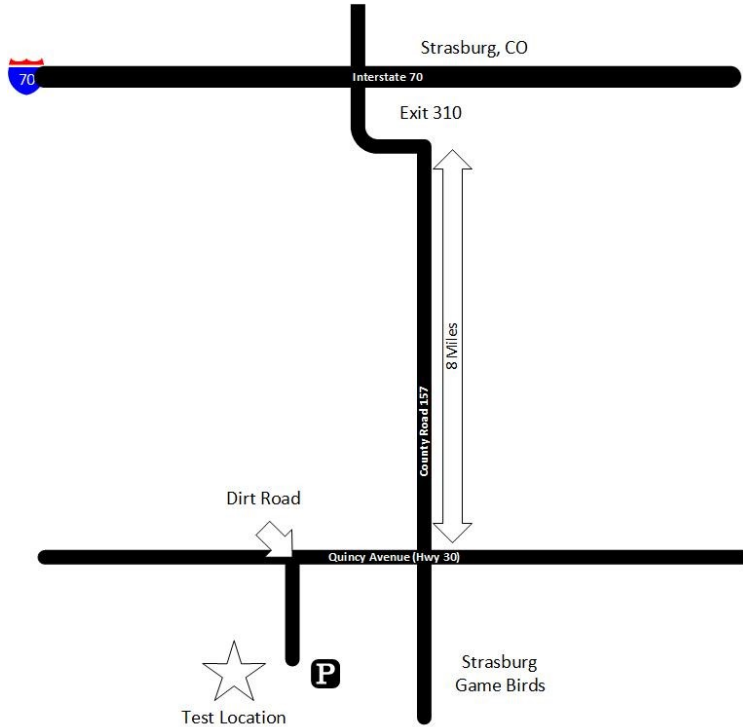 Strasburg, CO
70
Interstate 70
Exit 310
8 Miles
County Road 157
Dirt Road
Quincy Avenue (Hwy 30)
P
Strasburg
Game Birds
Test Location